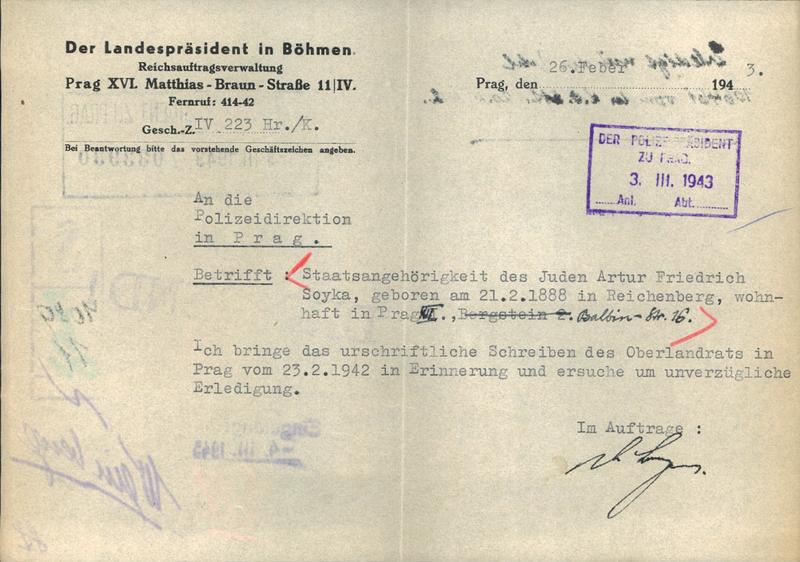 Der Landespräsident in Böhmen.
Reichsauftragsverwaltung
Prag XVI. Matthias-Braun-Straße 11|IV.
Fernruf: 414-42
Gesch.-Z. IV 223 Hr./K.
Bei Beantwortung bitte das vorstehende Geschäftszeichen angeben.
Prag, den 26.Feber 1943.
DER POLIZEIPRÄSIDENT
ZU PRAG.
3. III. 1943
Anl. Abt.
An die
Polizeidirektion
in Prag.
Betrifft : Staatsangehörigkeit des Juden Artur Friedrich
Soyka, geboren am 21.2.1888 in Reichenberg, wohn-
haft in Prag XII., Bergstein 2. Balbin-Str. 16.
Ich bringe das urschriftliche Schreiben des Oberlandrats in
Prag vom 23.2.1942 in Erinnerung und ersuche um unverzügliche
Erledigung.
Im Auftrage :